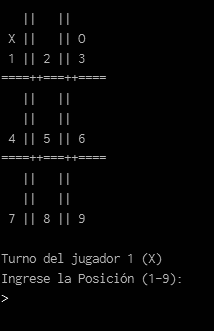 ||   ||
 X ||   || O
 1 || 2 || 3
====++===++====
   ||   ||
   ||   ||
 4 || 5 || 6
====++===++====
   ||   ||
   ||   ||
 7 || 8 || 9
Turno del jugador 1 (X)
Ingrese la Posición (1-9):
>